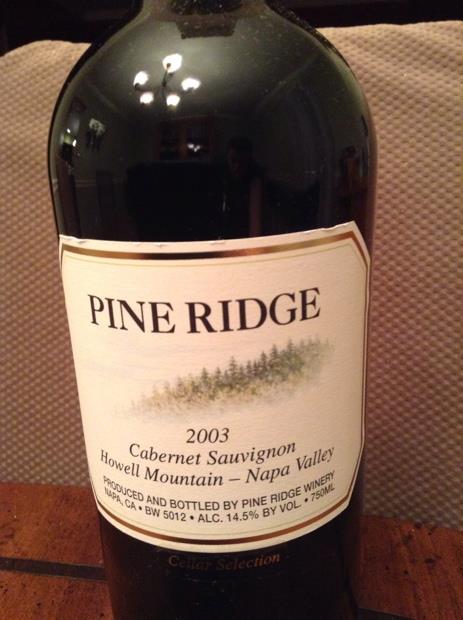 PINE RIDGE
2003
Cabernet Sauvignon
Howell Mountain – Napa Valley
PRODUCED AND BOTTLED BY PINE RIDGE WINERY
NAPA, CA • BW 5012 • ALC. 14.5% BY VOL. • 750ML
Cellar Selection